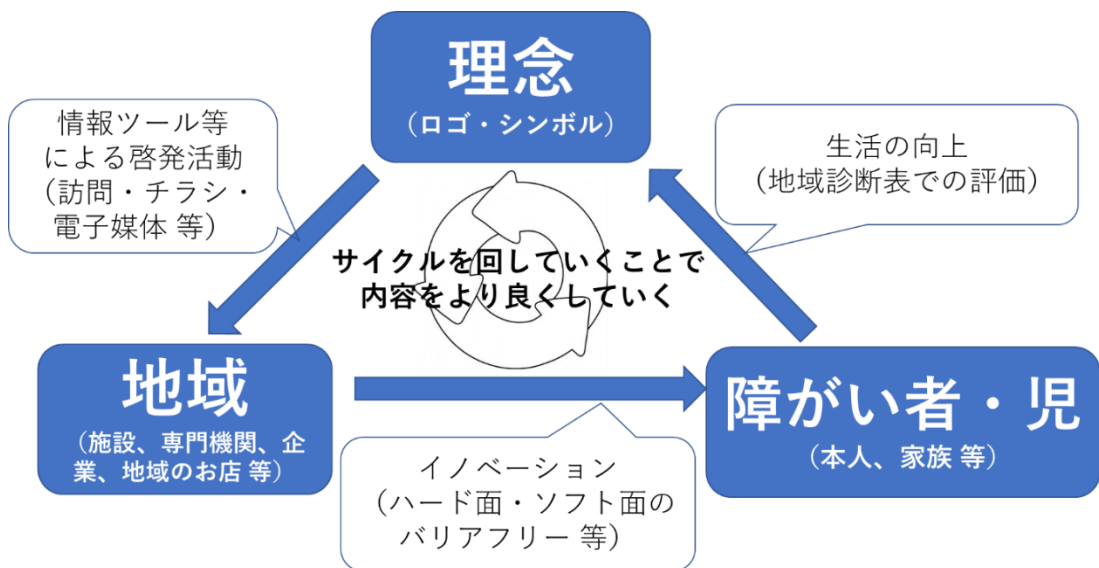 理念
（ロゴ・シンボル）
情報ツール等
による啓発活動
（訪問・チラシ・
電子媒体 等）
生活の向上
（地域診断表での評価）
サイクルを回していくことで
内容をより良くしていく
地域
（施設、専門機関、企
業、地域のお店 等）
障がい者・児
（本人、家族 等）
イノベーション
（ハード面・ソフト面の
バリアフリー 等）